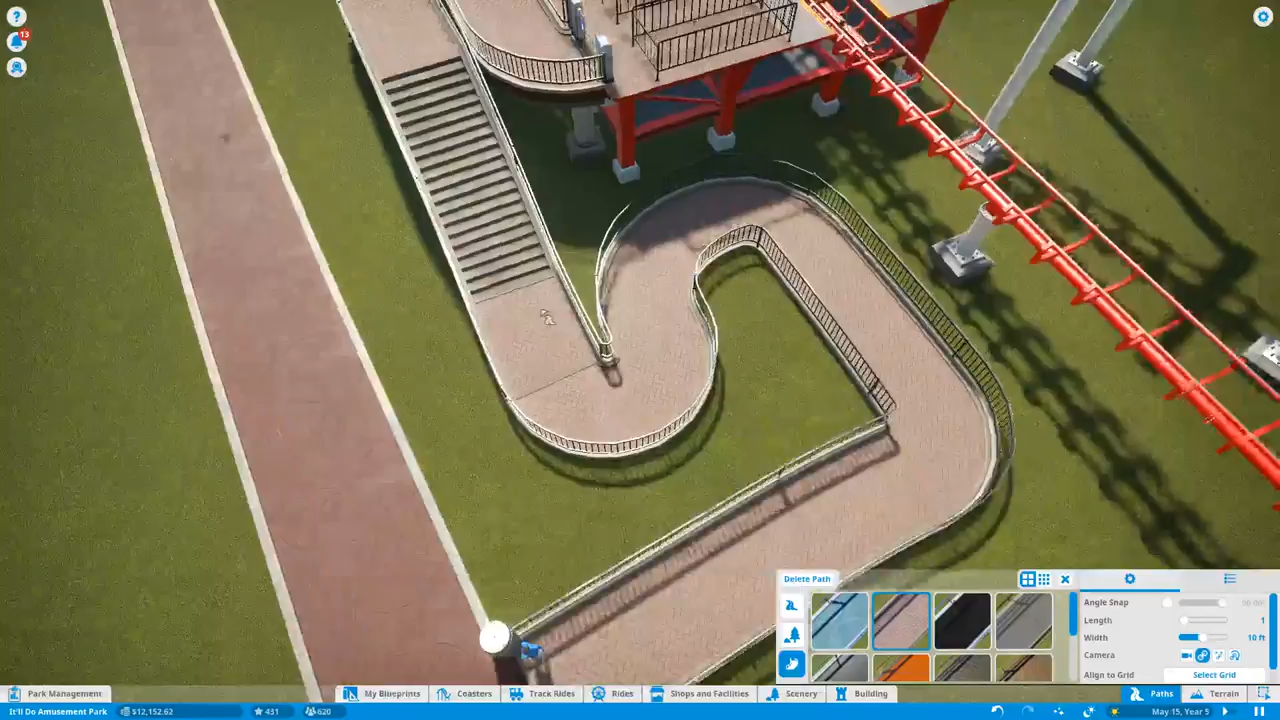 ?
13
Delete Path
Angle Snap
Length 1
Width 10 ft
Camera
Align to Grid Select Grid
Park Management My Blueprints Coasters Track Rides Rides Shops and Facilities Scenery Building Paths Terrain
It'll Do Amusement Park $12,152.62 431 620 May 15, Year 5